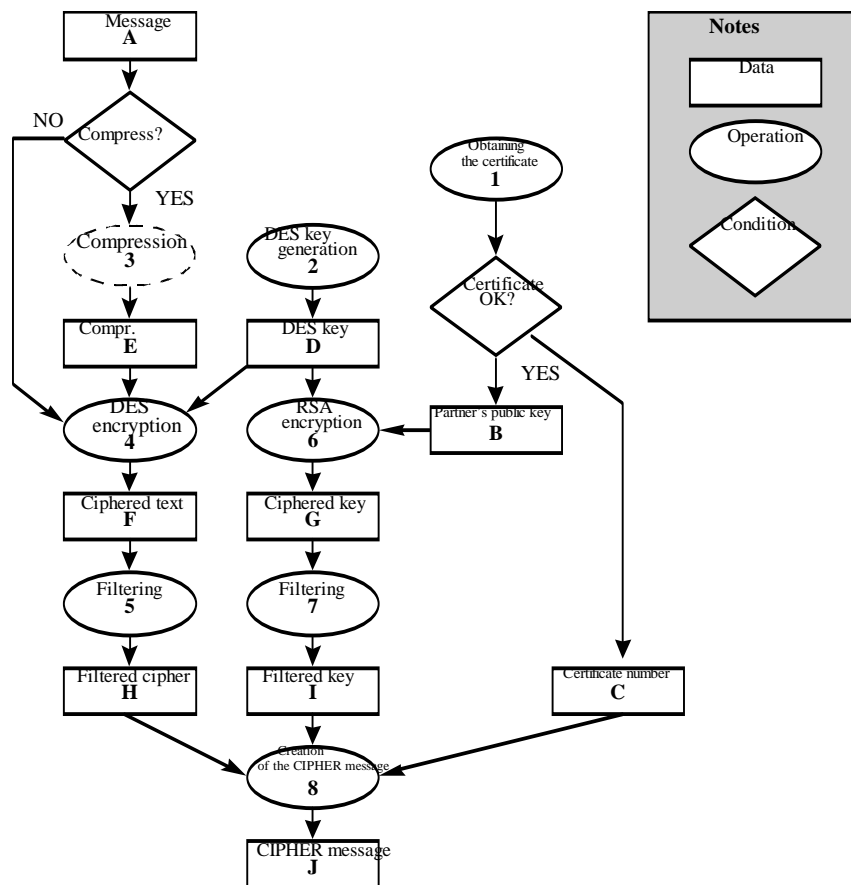 Message
A
NO
Compress?
YES
Compression
3
Compr.
E
DES key
generation
2
DES key
D
Obtaining
the certificate
1
Certificate
OK?
YES
Partner's public key
B
DES
encryption
4
RSA
encryption
6
Ciphered text
F
Ciphered key
G
Filtering
5
Filtering
7
Filtered cipher
H
Filtered key
I
Certificate number
C
Creation
of the CIPHER message
8
CIPHER message
J
Notes
Data
Operation
Condition